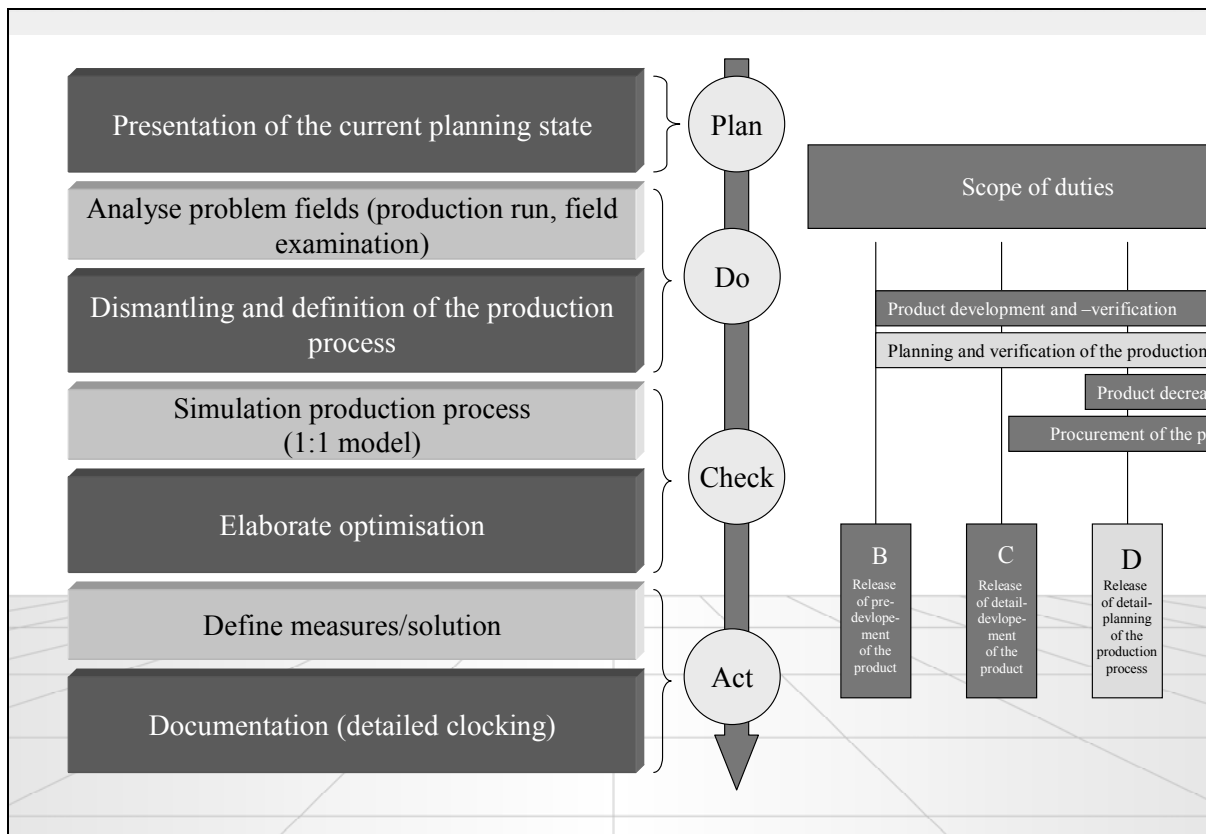 Presentation of the current planning state
Analyse problem fields (production run, field
examination)
Dismantling and definition of the production
process
Simulation production process
(1:1 model)
Elaborate optimisation
Define measures/solution
Documentation (detailed clocking)
Plan
Do
Check
Act
Scope of duties
Product development and –verification
Planning and verification of the production
Product decrea
Procurement of the p
B
Release
of pre-
devlope-
ment
of the
product
C
Release
of detail-
devlope-
ment
of the
product
D
Release
of detail-
planning
of the
production
process